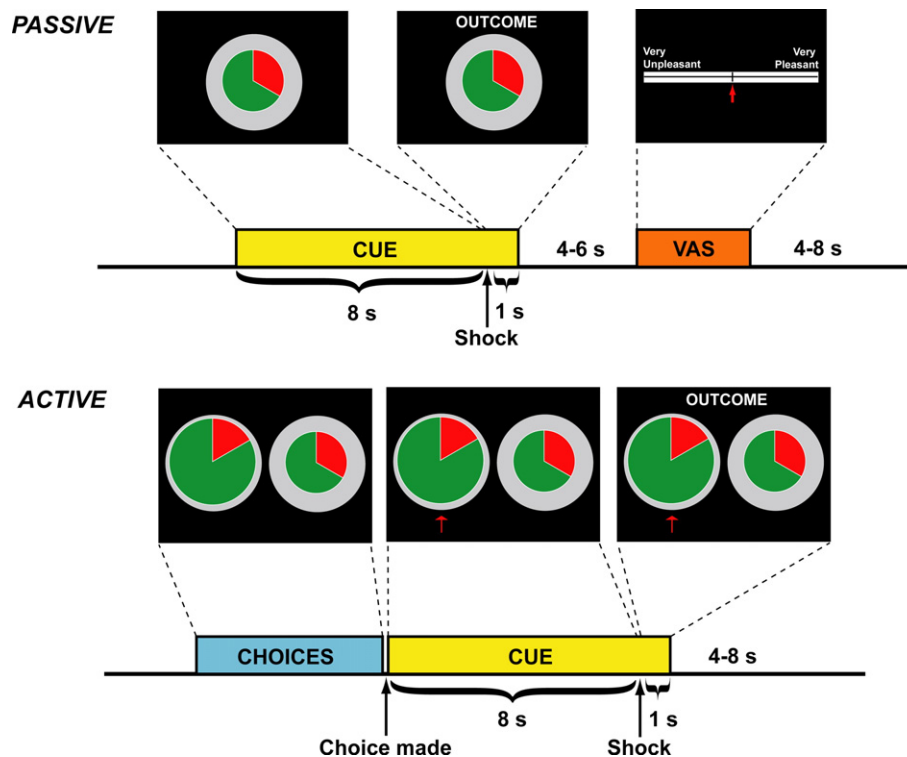 PASSIVE
OUTCOME
Very
Unpleasant
Very
Pleasant
CUE
4-6 s
VAS
4-8 s
8 s
1 s
Shock
ACTIVE
OUTCOME
CHOICES
CUE
4-8 s
8 s
1 s
Choice made
Shock